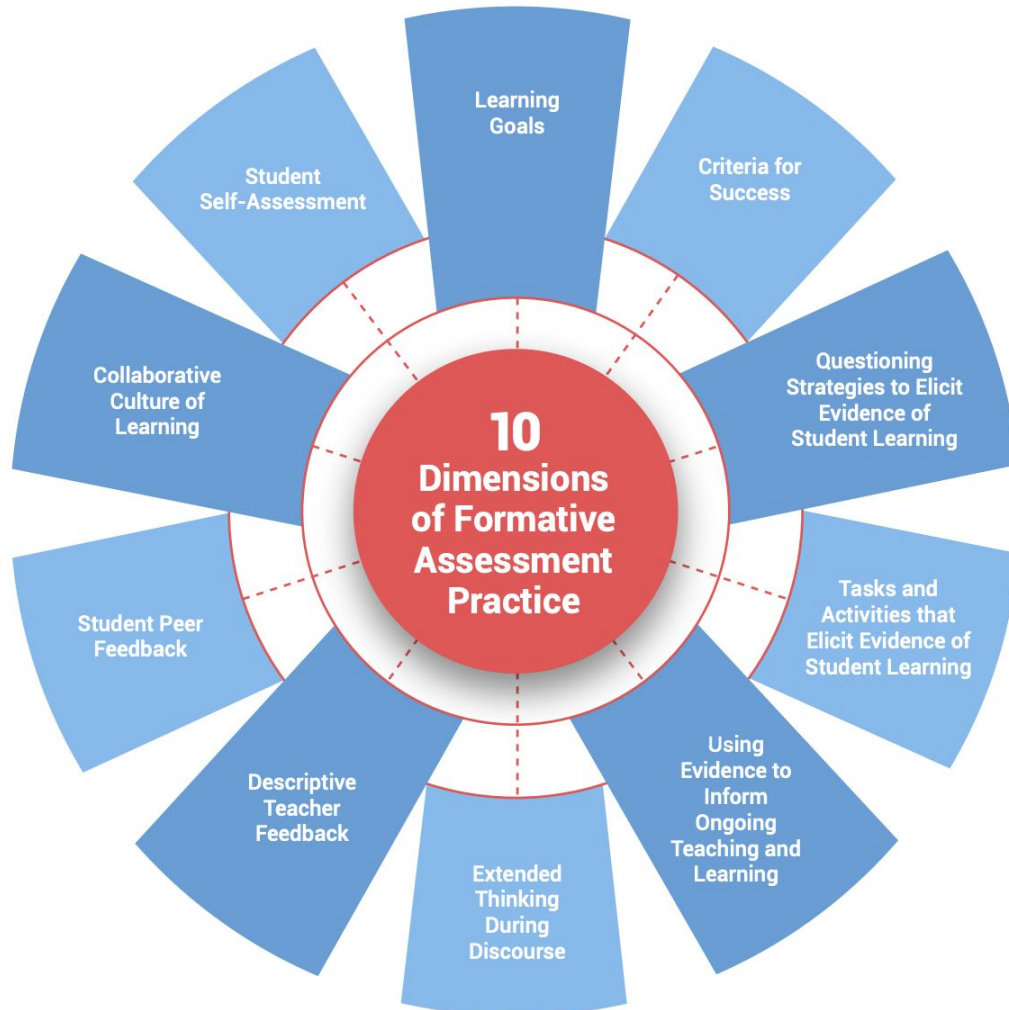 Learning
Goals
Criteria for
Success
Questioning
Strategies to Elicit
Evidence of
Student Learning
Tasks and
Activities that
Elicit Evidence of
Student Learning
Using
Evidence to
Inform
Ongoing
Teaching and
Learning
Extended
Thinking
During
Discourse
Descriptive
Teacher
Feedback
Student Peer
Feedback
Collaborative
Culture of
Learning
Student
Self-Assessment
10
Dimensions
of Formative
Assessment
Practice